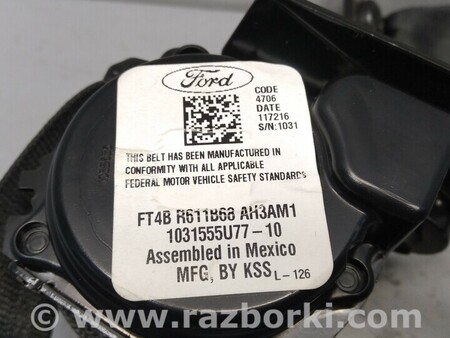 Ford
CODE
4706
DATE
117216
S/N:1031
THIS BELT HAS BEEN MANUFACTURED IN
CONFORMITY WITH ALL APPLICABLE
FEDERAL MOTOR VEHICLE SAFETY STANDARDS
FT4B R611B68 AH3AM1
1031555U77-10
Assembled in Mexico
MFG, BY KSS L-126
© - www.razborki.com